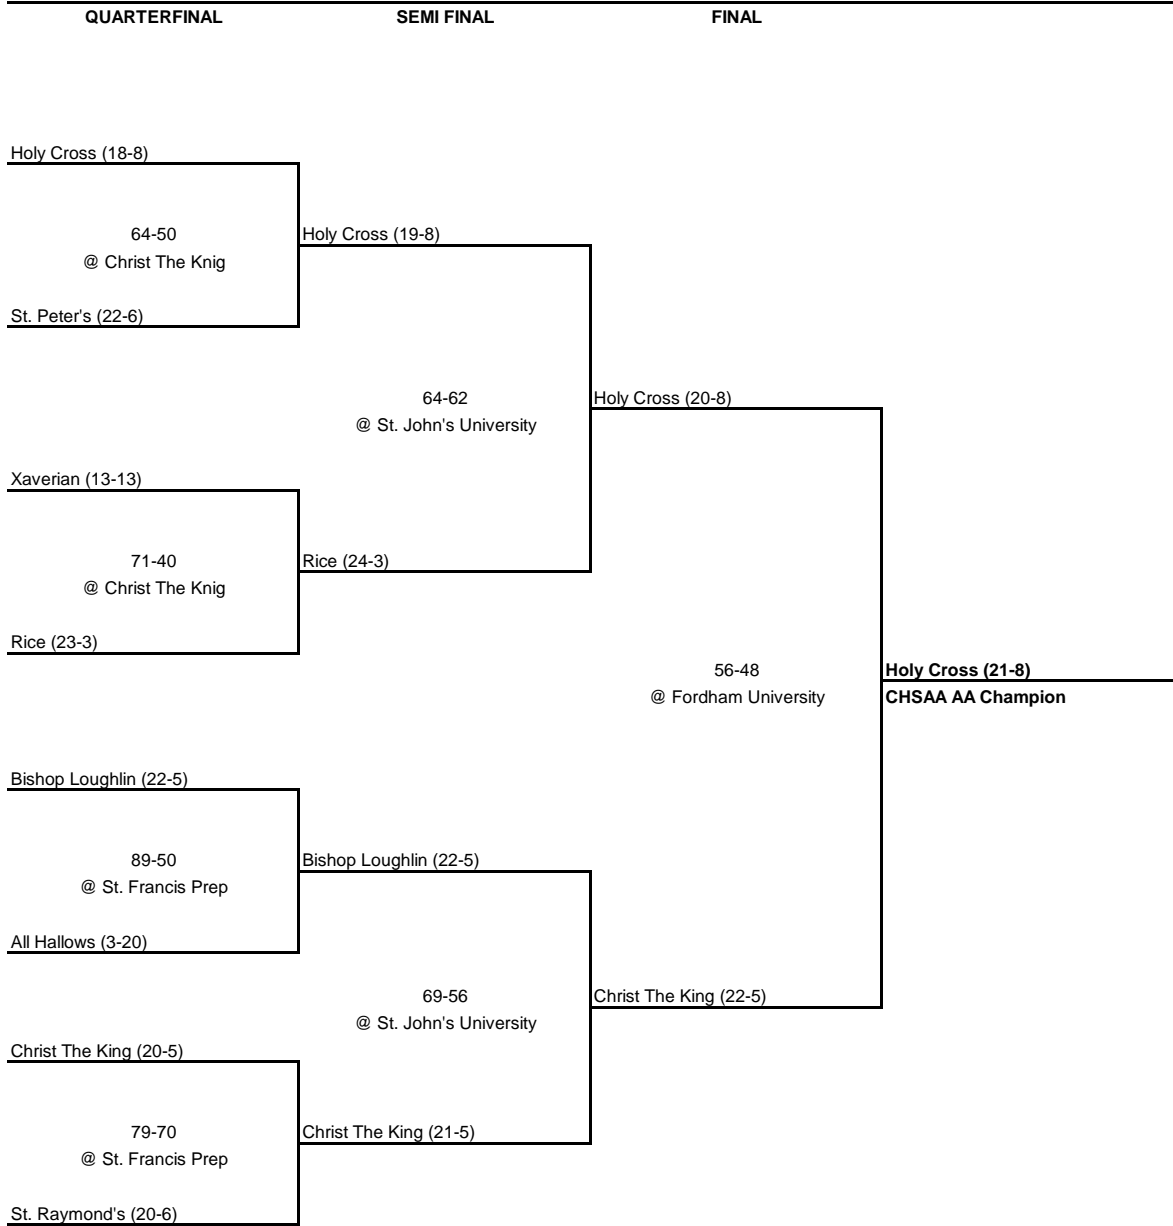 QUARTERFINAL SEMI FINAL FINAL
Holy Cross (18-8)
64-50 Holy Cross (19-8)
@ Christ The Knig
St. Peter's (22-6)
64-62 Holy Cross (20-8)
@ St. John's University
Xaverian (13-13)
71-40 Rice (24-3)
@ Christ The Knig
Rice (23-3)
56-48 Holy Cross (21-8)
@ Fordham University CHSAA AA Champion
Bishop Loughlin (22-5)
89-50 Bishop Loughlin (22-5)
@ St. Francis Prep
All Hallows (3-20)
69-56 Christ The King (22-5)
@ St. John's University
Christ The King (20-5)
79-70 Christ The King (21-5)
@ St. Francis Prep
St. Raymond's (20-6)